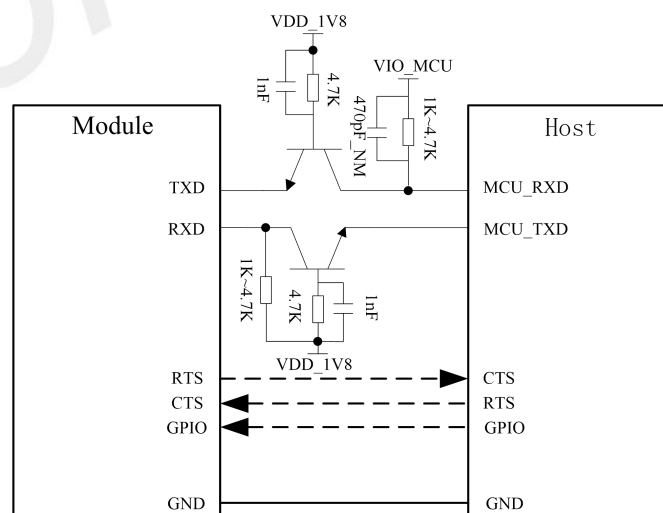 VDD_1V8
1nF
4.7K
VIO_MCU
470pF_NM
1K~4.7K
Module
Host
TXD
MCU_RXD
RXD
MCU_TXD
1K~4.7K
4.7K
1nF
VDD_1V8
RTS
CTS
CTS
RTS
GPIO
GPIO
GND
GND